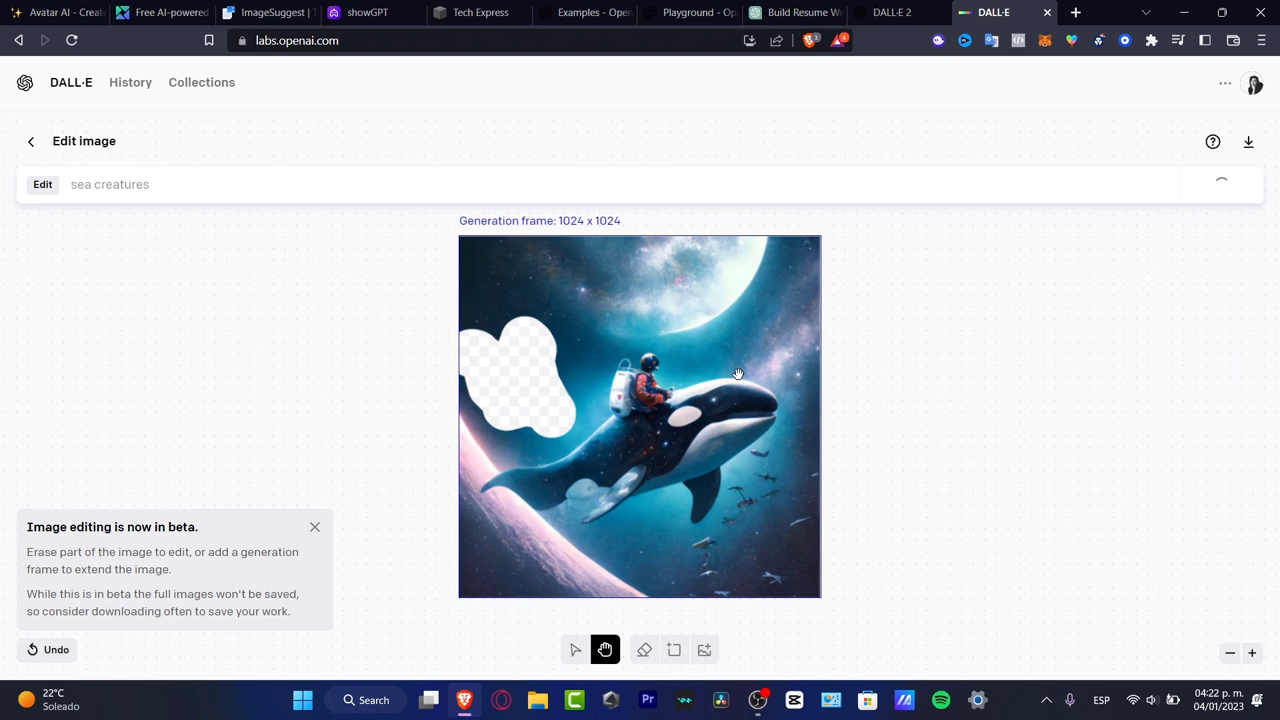 Avatar AI - Creat
Free AI-powered
ImageSuggest | T
showGPT
Tech Express
Examples - Open
Playground - Op
Build Resume We
DALL-E 2
DALL·E
labs.openai.com
3
4
DALL·E
History
Collections
Edit image
Edit
sea creatures
Generation frame: 1024 x 1024
Image editing is now in beta.
Erase part of the image to edit, or add a generation
frame to extend the image.
While this is in beta the full images won't be saved,
so consider downloading often to save your work.
Undo
22°C
Soleado
Search
Pr
ESP
04:22 p. m.
04/01/2023